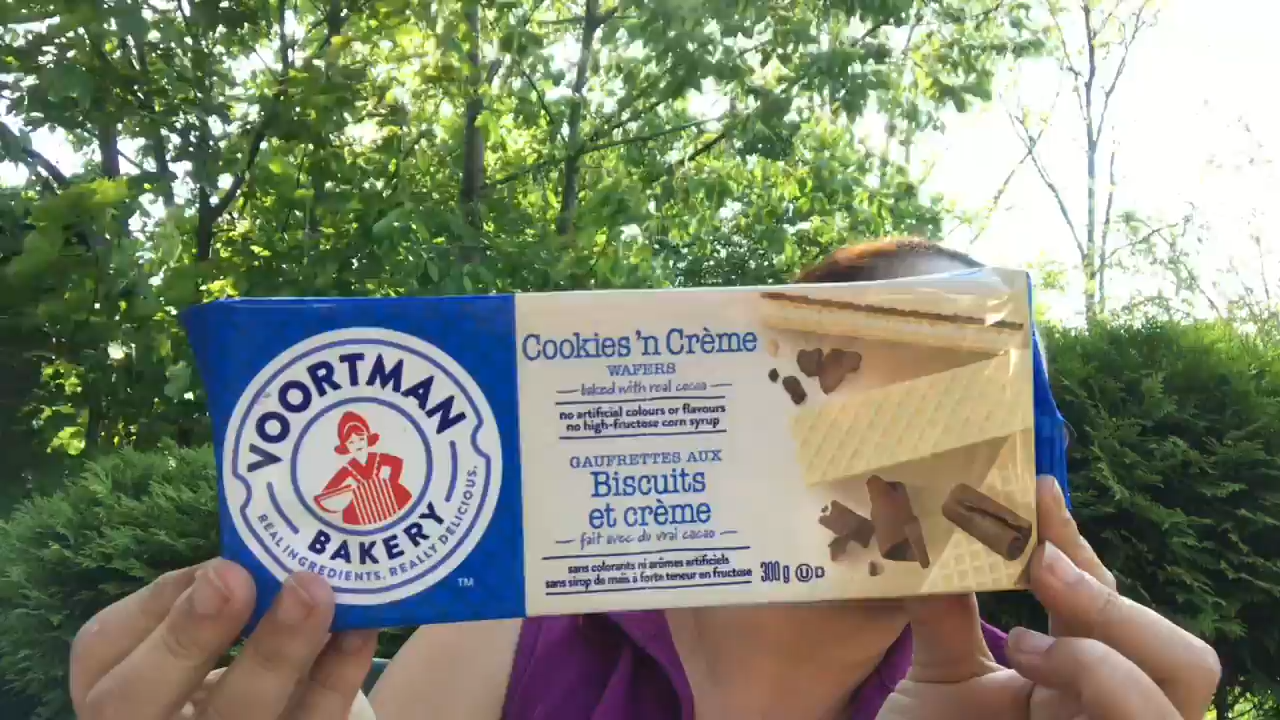 VOORTMAN
BAKERY
REAL INGREDIENTS. REALLY DELICIOUS.
TM
Cookies 'n Crème
WAFERS
baked with real cacao
no artificial colours or flavours
no high-fructose corn syrup
GAUFRETTES AUX
Biscuits
et crème
fait avec du vrai cacao
sans colorants ni arômes artificiels
sans sirop de maïs à forte teneur en fructose
300 g U D